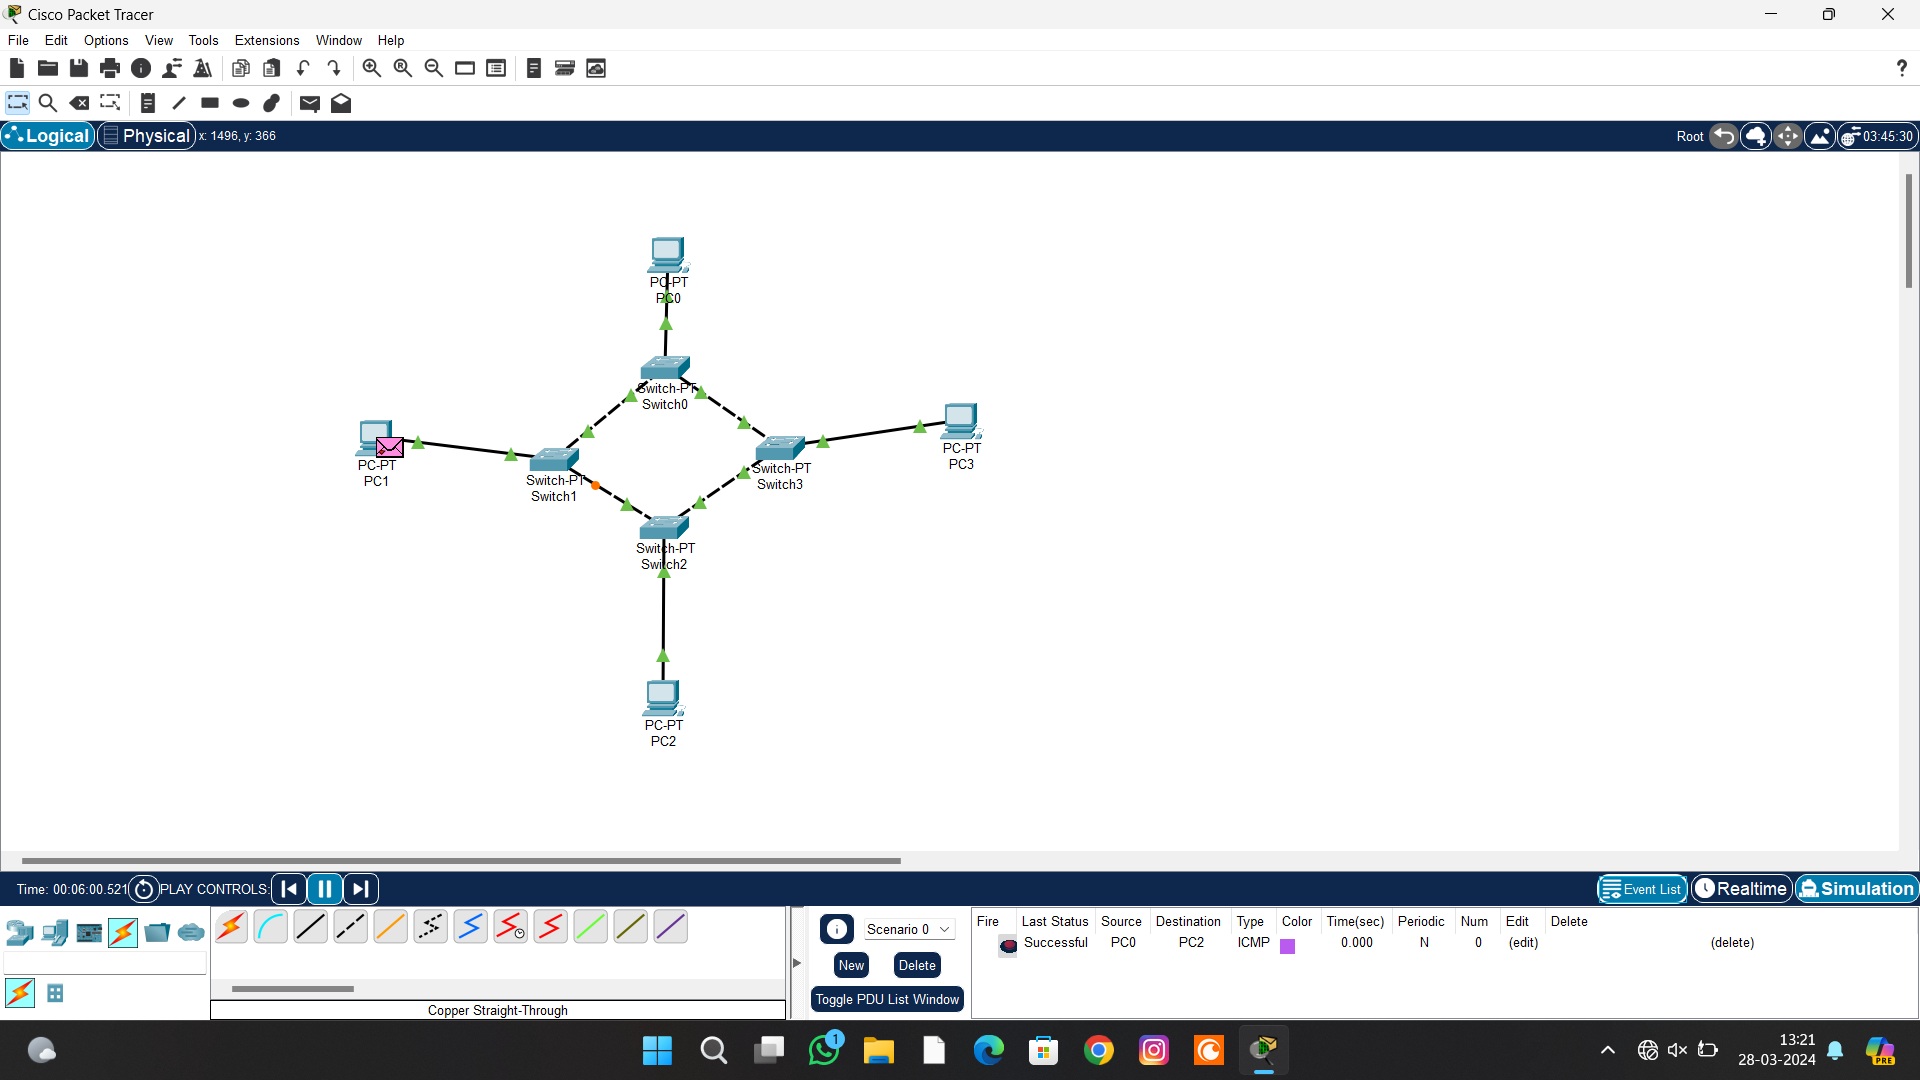 Cisco Packet Tracer
File Edit Options View Tools Extensions Window Help
?
Logical Physical x: 1496, y: 366 Root 03:45:30
PC-PT
PC0
Switch-PT
Switch0
PC-PT
PC3
PC-PT
PC1
Switch-PT
Switch3
Switch-PT
Switch1
Switch-PT
Switch2
PC-PT
PC2
Time: 00:06:00.521 PLAY CONTROLS: Event List Realtime Simulation
Scenario 0
New Delete
Toggle PDU List Window
Fire Last Status Source Destination Type Color Time(sec) Periodic Num Edit Delete
Successful PC0 PC2 ICMP 0.000 N 0 (edit) (delete)
Copper Straight-Through
1
13:21
28-03-2024
PRE